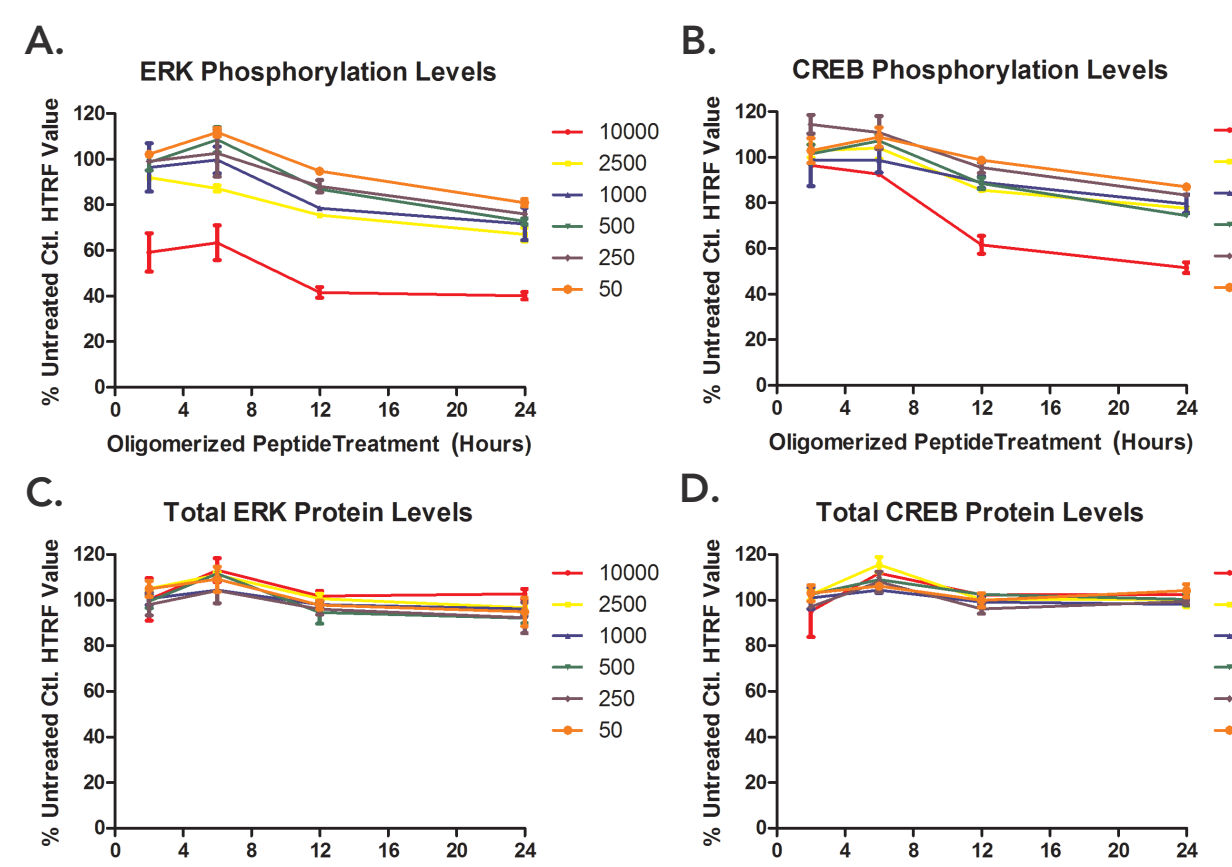 A.
ERK Phosphorylation Levels
% Untreated Ctl. HTRF Value
120
100
80
60
40
20
0
0 4 8 12 16 20 24
Oligomerized PeptideTreatment (Hours)
10000
2500
1000
500
250
50
B.
CREB Phosphorylation Levels
% Untreated Ctl. HTRF Value
120
100
80
60
40
20
0
0 4 8 12 16 20 24
Oligomerized PeptideTreatment (Hours)
C.
Total ERK Protein Levels
% Untreated Ctl. HTRF Value
120
100
80
60
40
20
0
0 4 8 12 16 20 24
10000
2500
1000
500
250
50
D.
Total CREB Protein Levels
% Untreated Ctl. HTRF Value
120
100
80
60
40
20
0
0 4 8 12 16 20 24